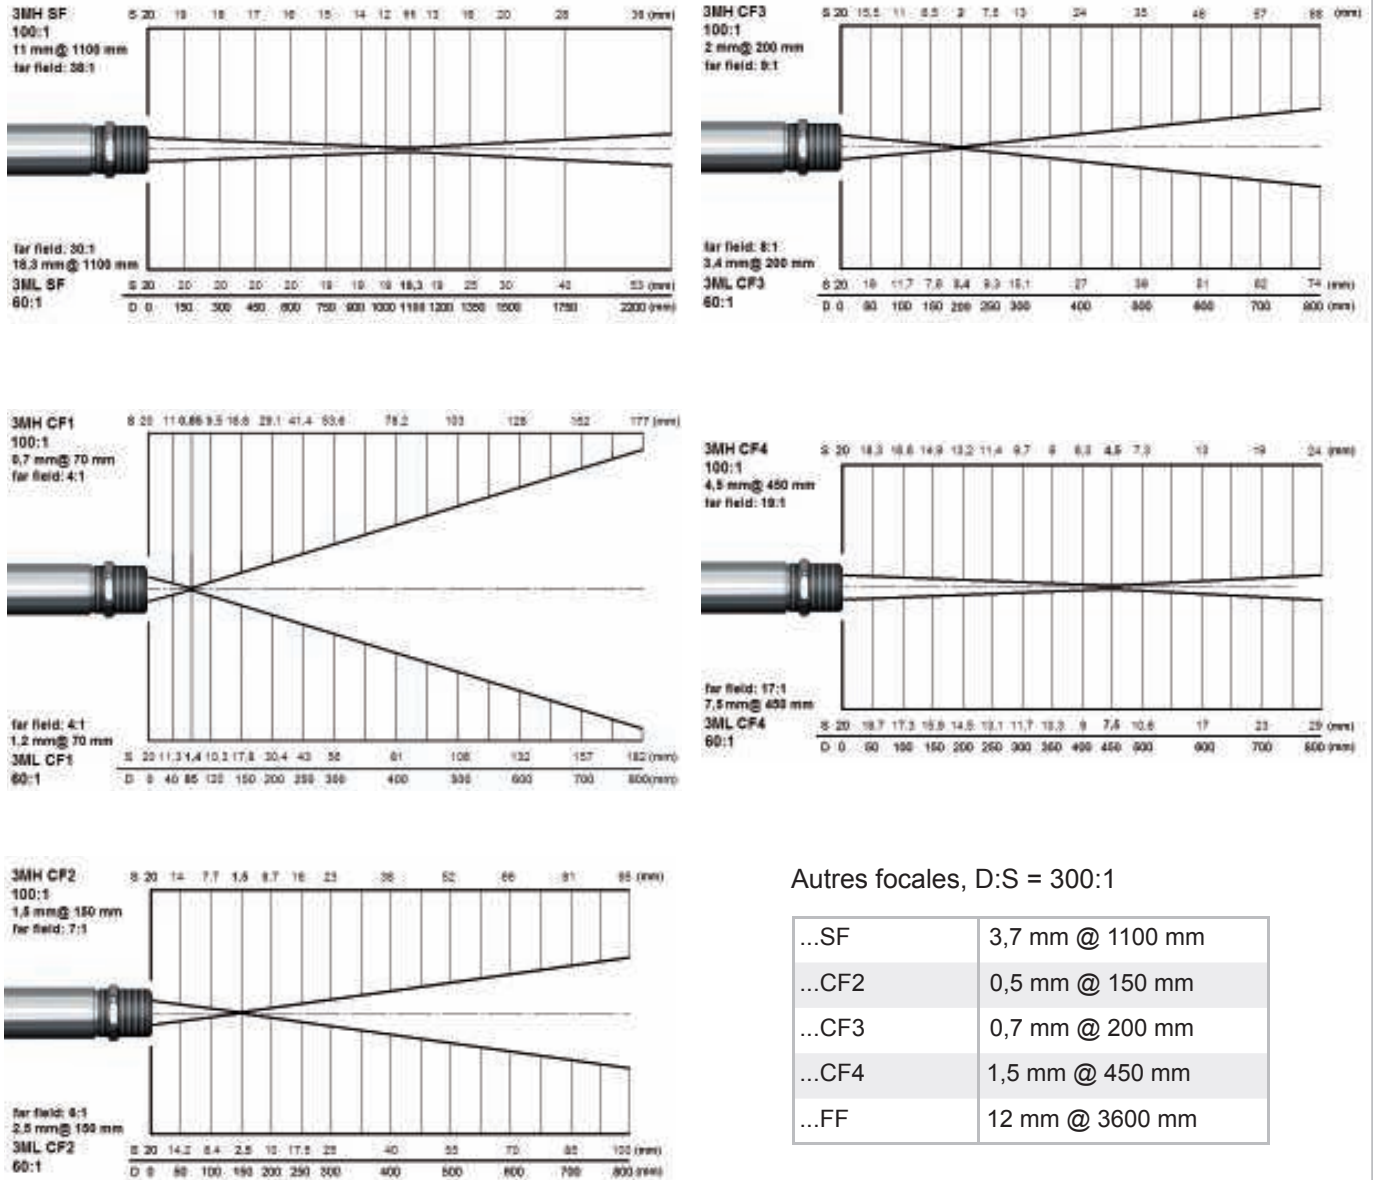 3MH SF
100:1
11 mm@ 1100 mm
far field: 38:1
S 20 19 18 17 16 15 14 12 11 13 20 28 38 (mm)
far field: 30:1
18,3 mm@ 1100 mm
3ML SF
60:1
S 20 20 20 20 20 19 19 18 18,3 19 25 30 40 53 (mm)
D 0 150 300 450 600 750 900 1000 1100 1200 1350 1500 1750 2200 (mm)
3MH CF3
100:1
2 mm@ 200 mm
far field: 9:1
S 20 15,5 11 6,5 2 7,5 13 24 35 46 57 68 (mm)
far field: 8:1
3,4 mm@ 200 mm
3ML CF3
60:1
S 20 16 11,7 7,6 3,4 9,3 15,1 27 39 51 62 74 (mm)
D 0 50 100 150 200 250 300 400 500 600 700 800 (mm)
3MH CF1
100:1
0,7 mm@ 70 mm
far field: 4:1
S 20 11 0,85 9,5 16,8 29,1 41,4 53,6 78,2 103 128 152 177 (mm)
far field: 4:1
1,2 mm@ 70 mm
3ML CF1
60:1
S 20 11,3 1,4 10,3 17,8 30,4 43 56 81 106 132 157 182 (mm)
D 0 40 85 120 150 200 250 300 400 500 600 700 800(mm)
3MH CF4
100:1
4,5 mm@ 450 mm
far field: 19:1
S 20 18,3 16,6 14,9 13,2 11,4 9,7 8 6,3 4,5 7,3 13 19 24 (mm)
far field: 17:1
7,5 mm@ 450 mm
3ML CF4
60:1
S 20 18,7 17,3 15,9 14,5 13,1 11,7 10,3 9 7,5 10,6 17 23 29 (mm)
D 0 50 100 150 200 250 300 350 400 450 500 600 700 800 (mm)
3MH CF2
100:1
1,5 mm@ 150 mm
far field: 7:1
S 20 14 7,7 1,5 8,7 16 23 38 52 66 81 95 (mm)
far field: 6:1
2,5 mm@ 150 mm
3ML CF2
60:1
S 20 14,2 8,4 2,5 10 17,5 25 40 55 70 85 100 (mm)
D 0 50 100 150 200 250 300 400 500 600 700 800 (mm)
Autres focales, D:S = 300:1
...SF 3,7 mm @ 1100 mm
...CF2 0,5 mm @ 150 mm
...CF3 0,7 mm @ 200 mm
...CF4 1,5 mm @ 450 mm
...FF 12 mm @ 3600 mm